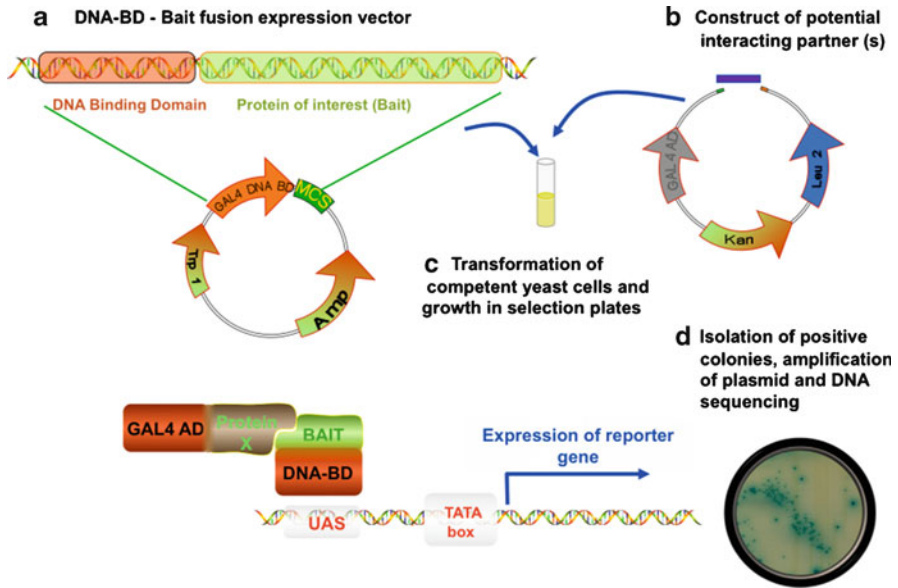 a DNA-BD - Bait fusion expression vector
DNA Binding Domain
Protein of interest (Bait)
GAL4 DNA BD
MCS
Trp 1
Amp
b Construct of potential
interacting partner (s)
GAL4 AD
Leu 2
Kan
c Transformation of
competent yeast cells and
growth in selection plates
d Isolation of positive
colonies, amplification
of plasmid and DNA
sequencing
GAL4 AD
Protein
X
BAIT
DNA-BD
UAS
TATA
box
Expression of reporter
gene